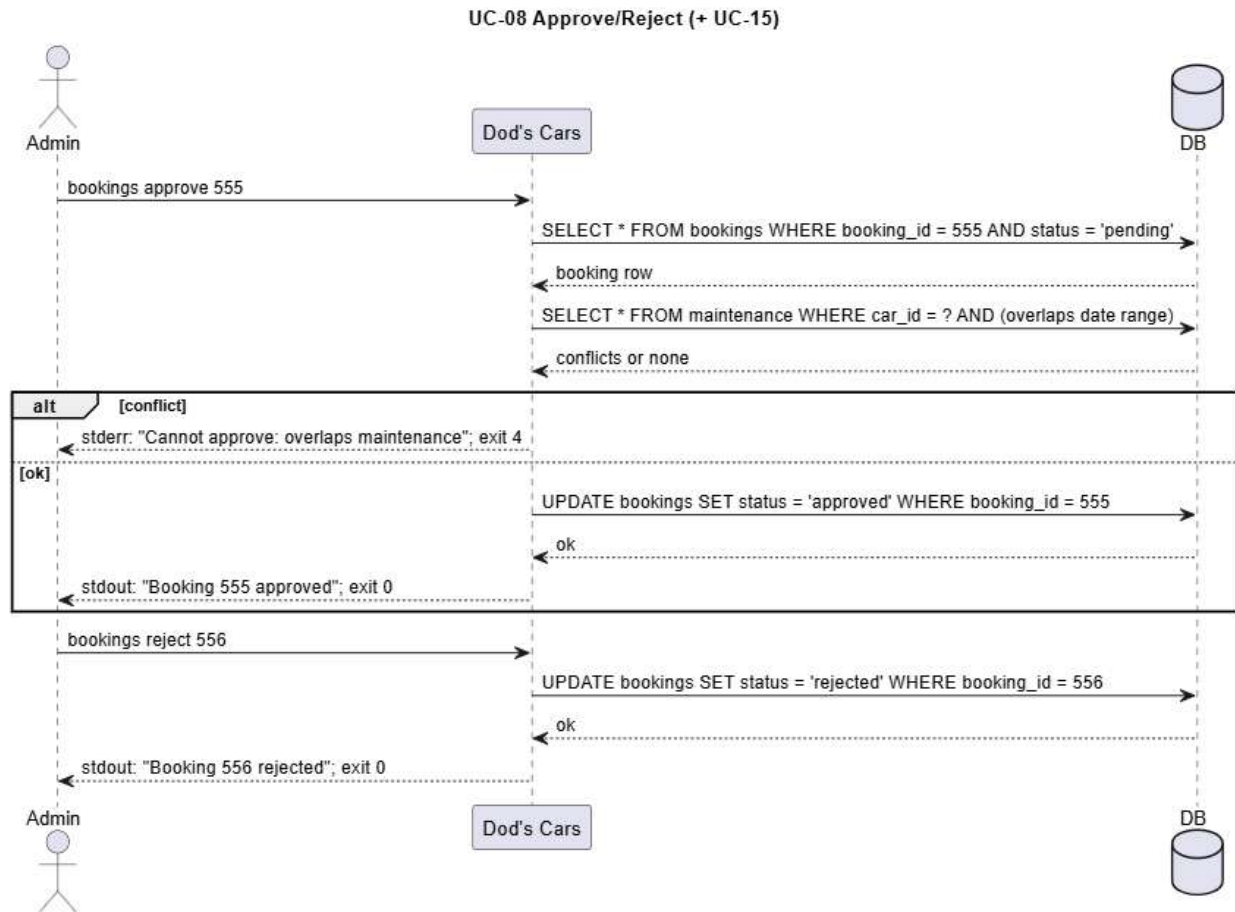 UC-08 Approve/Reject (+ UC-15)
Admin
Dod's Cars
DB
bookings approve 555
SELECT * FROM bookings WHERE booking_id = 555 AND status = 'pending'
booking row
SELECT * FROM maintenance WHERE car_id = ? AND (overlaps date range)
conflicts or none
alt [conflict]
stderr: "Cannot approve: overlaps maintenance"; exit 4
[ok]
UPDATE bookings SET status = 'approved' WHERE booking_id = 555
ok
stdout: "Booking 555 approved"; exit 0
bookings reject 556
UPDATE bookings SET status = 'rejected' WHERE booking_id = 556
ok
stdout: "Booking 556 rejected"; exit 0
Admin
Dod's Cars
DB